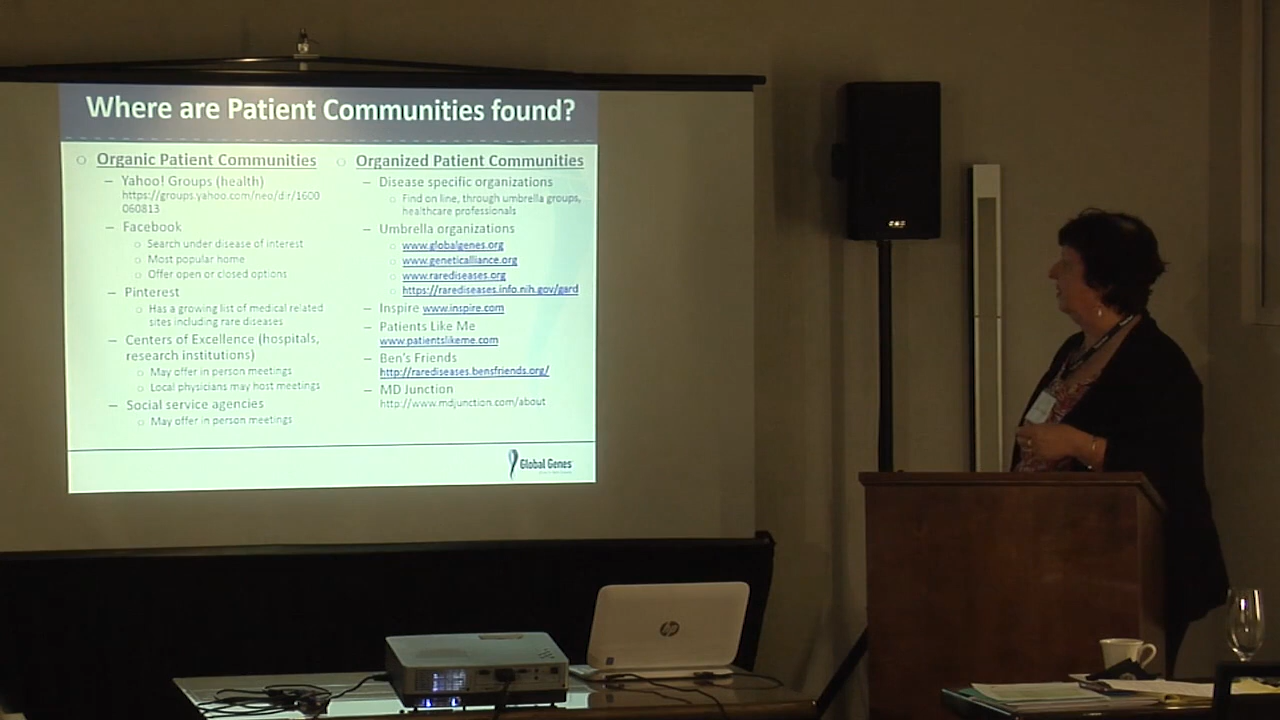 Where are Patient Communities found?
Organic Patient Communities
– Yahoo! Groups (health)
https://groups.yahoo.com/neo/dir/1600
060813
– Facebook
Search under disease of interest
Most popular home
Offer open or closed options
– Pinterest
Has a growing list of medical related
sites including rare diseases
– Centers of Excellence (hospitals,
research institutions)
May offer in person meetings
Local physicians may host meetings
– Social service agencies
May offer in person meetings
Organized Patient Communities
– Disease specific organizations
Find on line, through umbrella groups,
healthcare professionals
– Umbrella organizations
www.globalgenes.org
www.geneticalliance.org
www.rarediseases.org
https://rarediseases.info.nih.gov/gard
– Inspire www.inspire.com
– Patients Like Me
www.patientslikeme.com
– Ben's Friends
http://rarediseases.bensfriends.org/
– MD Junction
http://www.mdjunction.com/about
Global Genes
hp